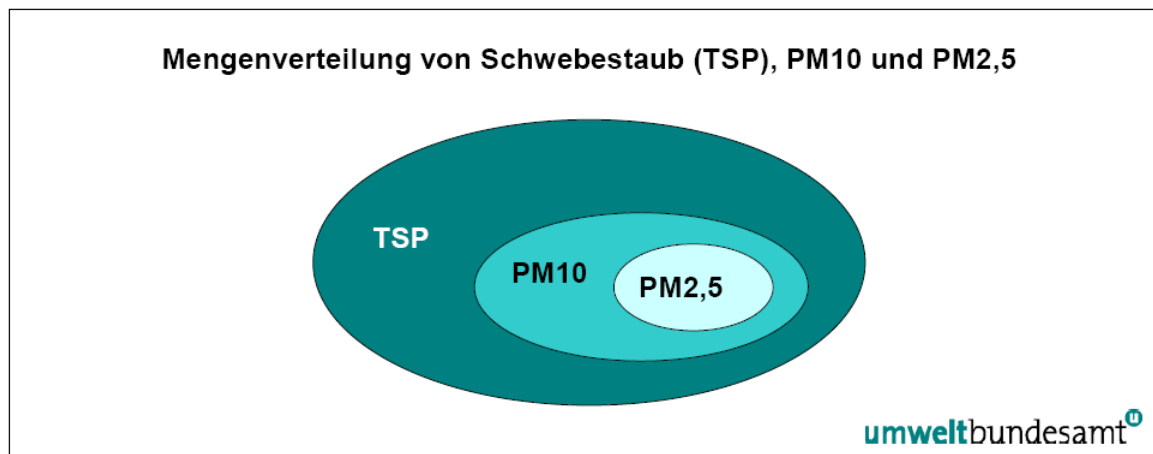 Mengenverteilung von Schwebestaub (TSP), PM10 und PM2,5
TSP
PM10
PM2,5
umweltbundesamt
u